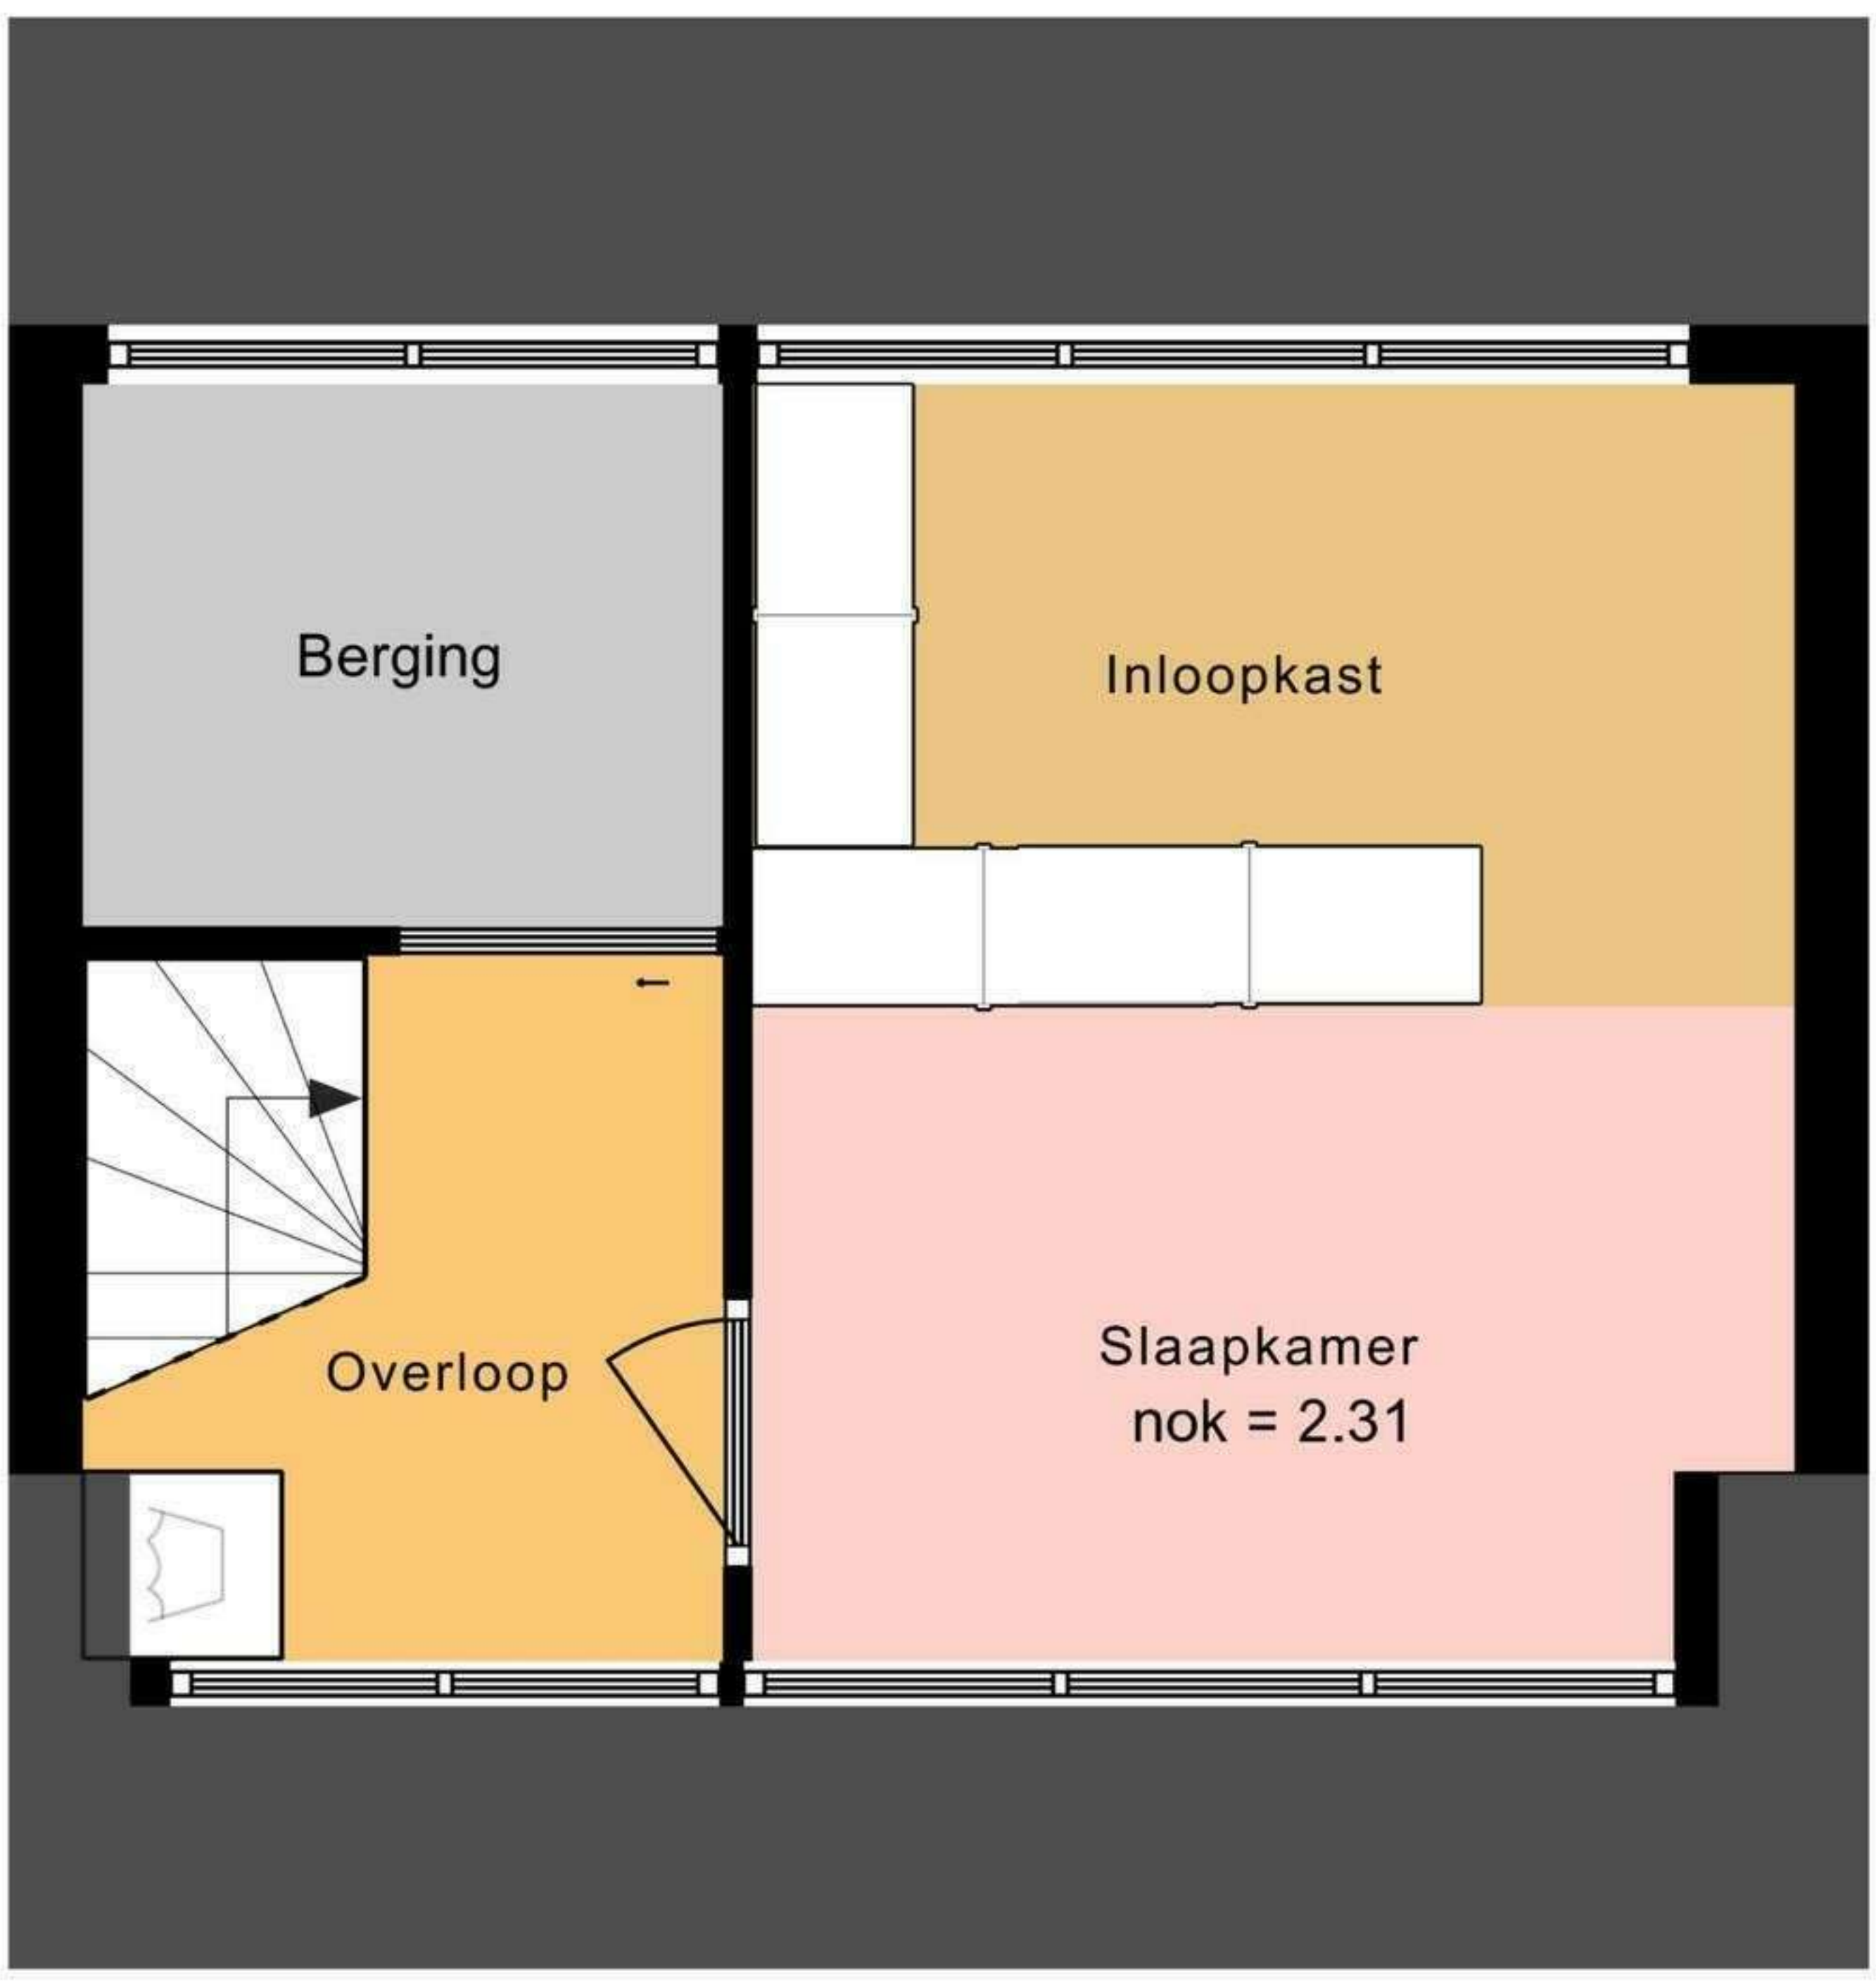 Berging
Inloopkast
Overloop
Slaapkamer
nok = 2.31